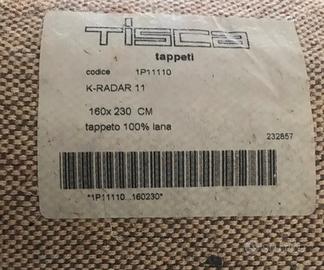 Tisca
tappeti
codice 1P11110
K-RADAR 11
160x 230 CM
tappeto 100% lana
232857
*1P11110...160230*